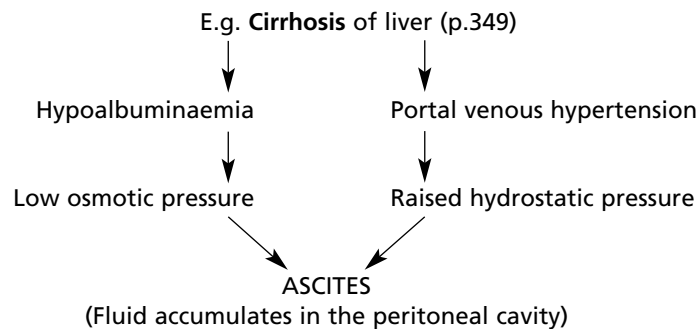 E.g. Cirrhosis of liver (p.349)
Hypoalbuminaemia
Portal venous hypertension
Low osmotic pressure
Raised hydrostatic pressure
ASCITES
(Fluid accumulates in the peritoneal cavity)